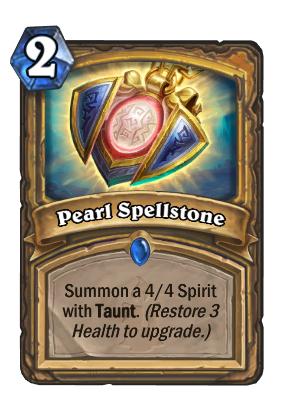 2
Pearl Spellstone
Summon a 4/4 Spirit
with Taunt. (Restore 3
Health to upgrade.)